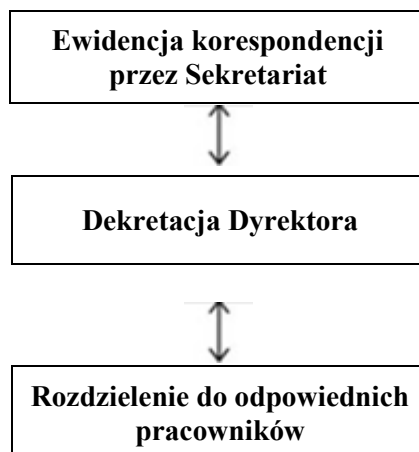 Ewidencja korespondencji
przez Sekretariat
Dekretacja Dyrektora
Rozdzielenie do odpowiednich
pracowników